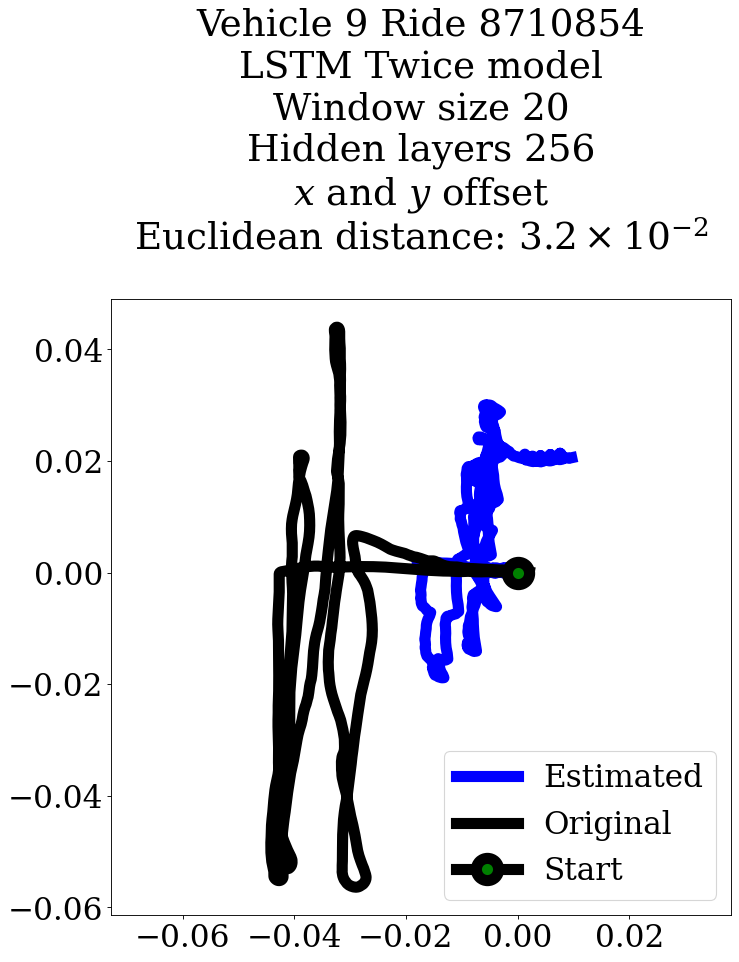 Vehicle 9 Ride 8710854
LSTM Twice model
Window size 20
Hidden layers 256
x and y offset
Euclidean distance: 3.2 × 10⁻²
0.04
0.02
0.00
−0.02
−0.04
−0.06
Estimated
Original
Start
−0.06 −0.04 −0.02 0.00 0.02